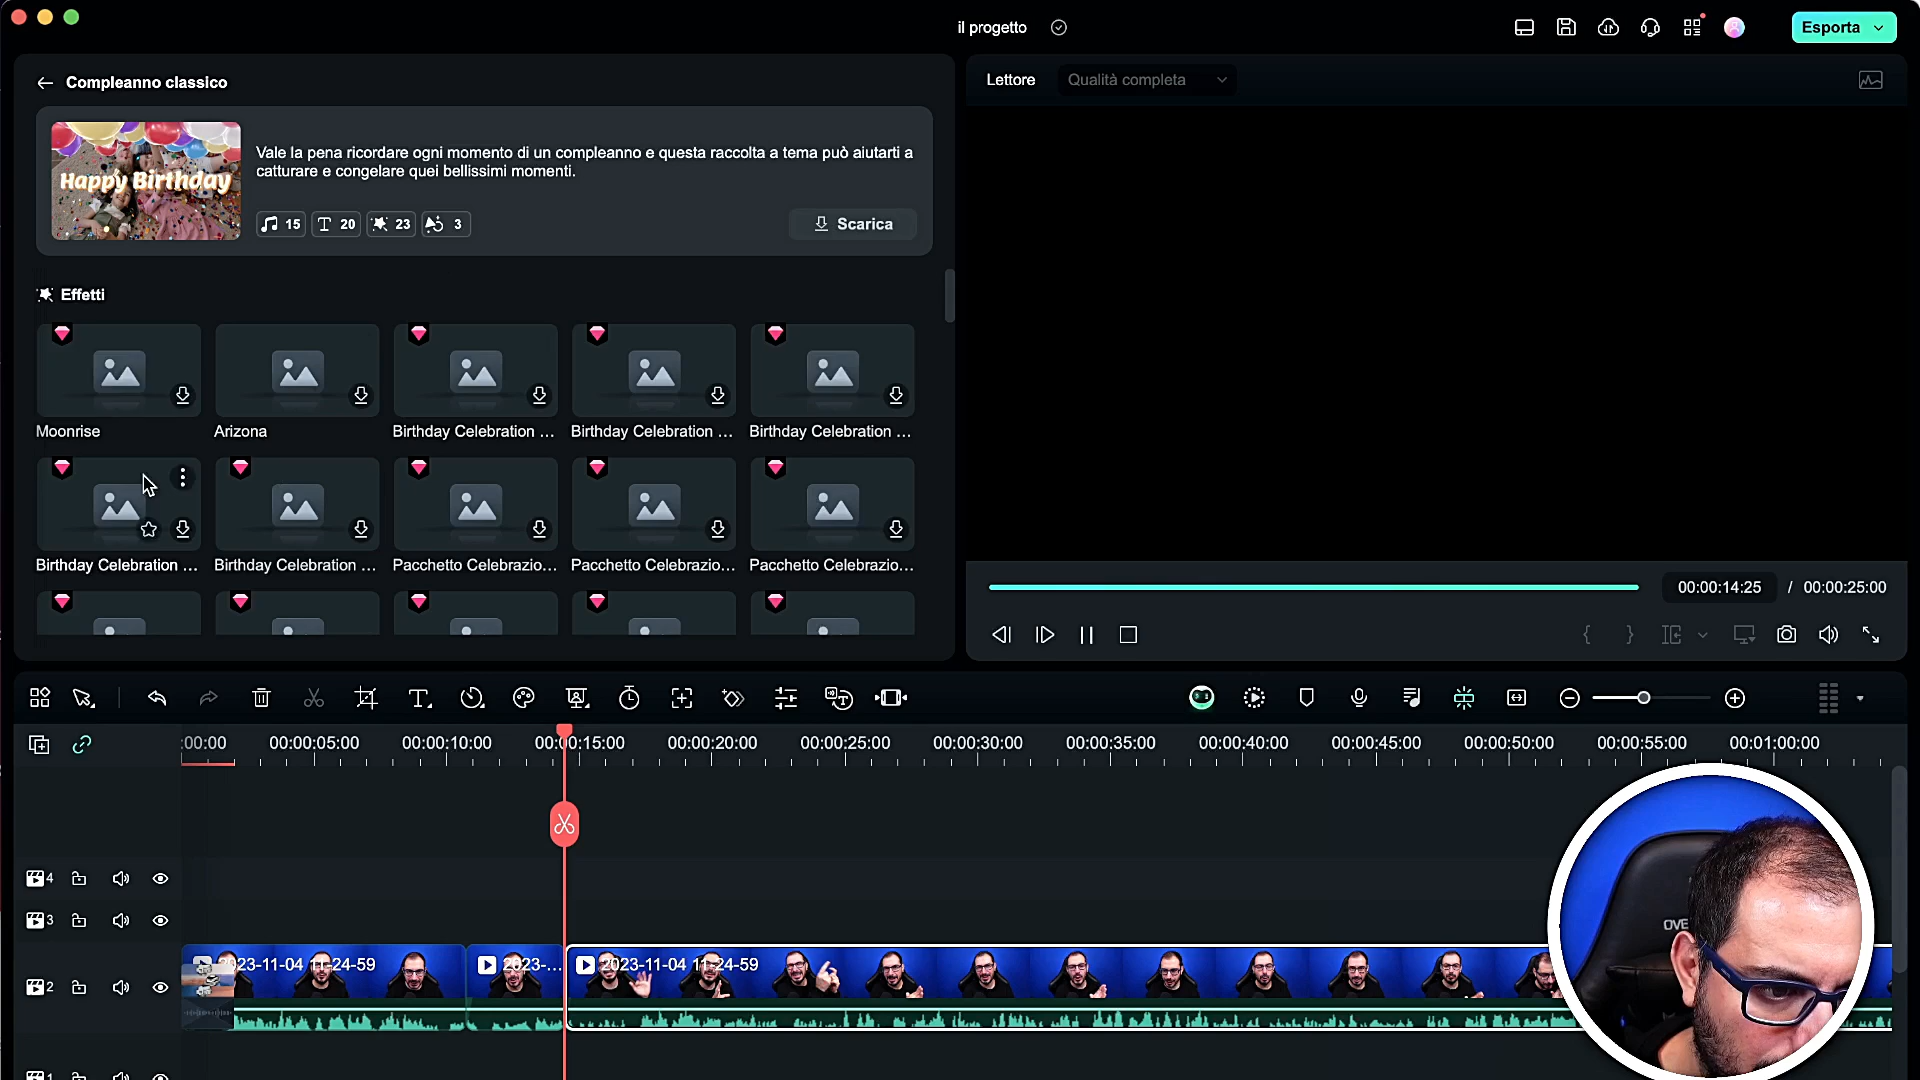 il progetto
Esporta
Compleanno classico
Lettore
Qualità completa
Happy Birthday
Vale la pena ricordare ogni momento di un compleanno e questa raccolta a tema può aiutarti a
catturare e congelare quei bellissimi momenti.
15
20
23
3
Scarica
Effetti
Moonrise
Arizona
Birthday Celebration ...
Birthday Celebration ...
Birthday Celebration ...
Birthday Celebration ...
Birthday Celebration ...
Pacchetto Celebrazio...
Pacchetto Celebrazio...
Pacchetto Celebrazio...
00:00:14:25 / 00:00:25:00
:00:00
00:00:05:00
00:00:10:00
00:00:15:00
00:00:20:00
00:00:25:00
00:00:30:00
00:00:35:00
00:00:40:00
00:00:45:00
00:00:50:00
00:00:55:00
00:01:00:00
4
3
2023-11-04 11-24-59
2023-...
2023-11-04 11-24-59
2
1
OVE